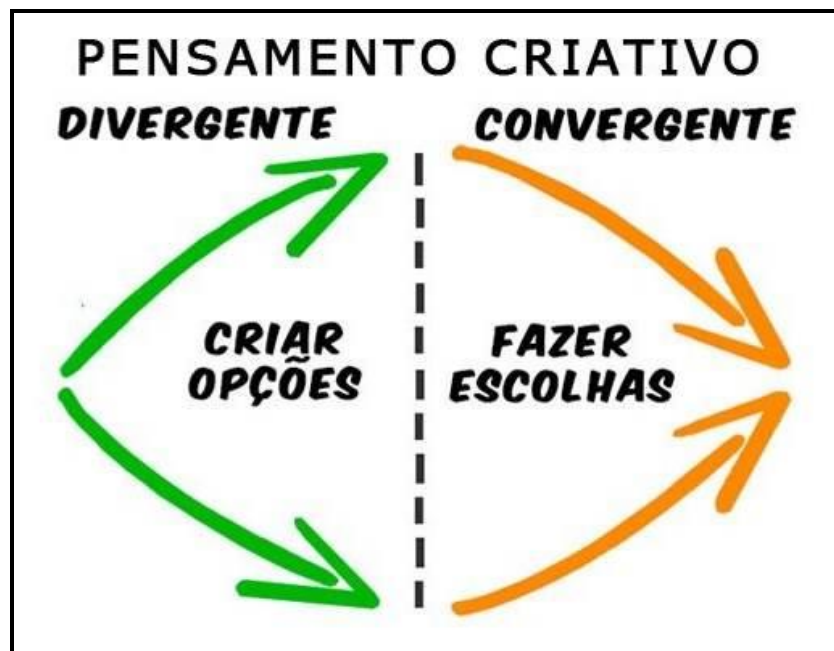 PENSAMENTO CRIATIVO
DIVERGENTE
CONVERGENTE
CRIAR
OPÇÕES
FAZER
ESCOLHAS